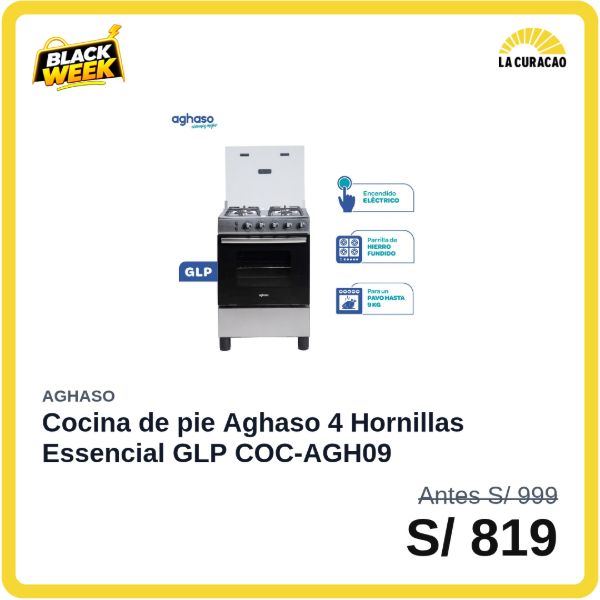 BLACK
WEEK
LA CURACAO
aghaso
Encendido
ELÉCTRICO
Parrilla de
HIERRO
FUNDIDO
GLP
Para un
PAVO HASTA
9 KG
aghaso
AGHASO
Cocina de pie Aghaso 4 Hornillas
Essencial GLP COC-AGH09
Antes S/ 999
S/ 819